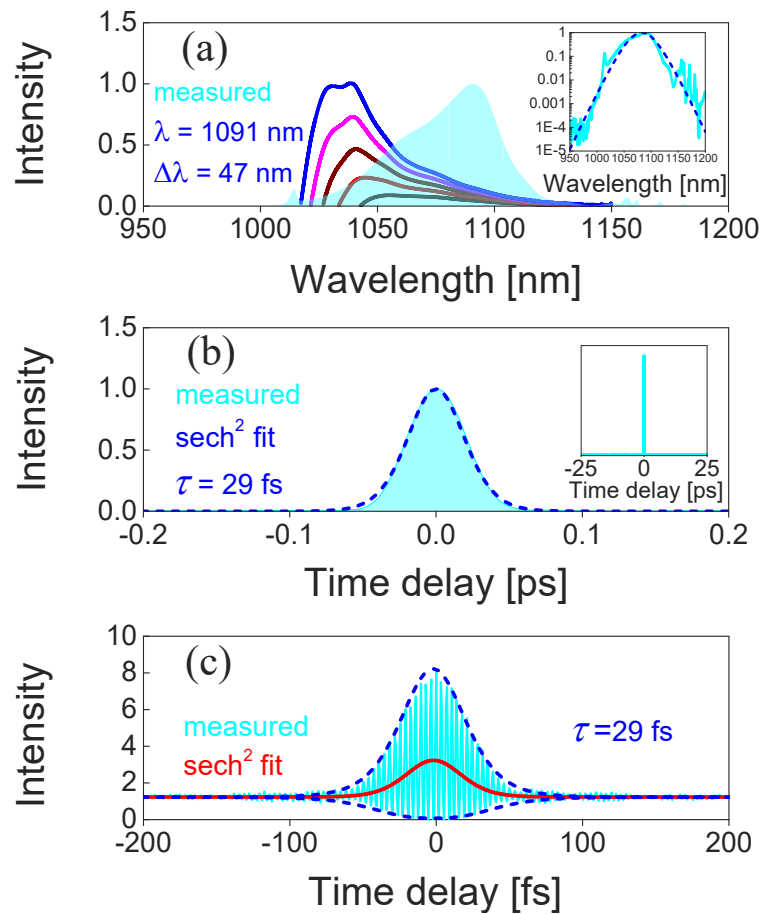 (a)
Intensity
1.5
1.0
0.5
0.0
measured
λ = 1091 nm
Δλ = 47 nm
950 1000 1050 1100 1150 1200
Wavelength [nm]
1
0.1
0.01
0.001
1E-4
1E-5
950 1000 1050 1100 1150 1200
Wavelength [nm]
(b)
Intensity
1.5
1.0
0.5
0.0
measured
sech² fit
τ = 29 fs
-0.2 -0.1 0.0 0.1 0.2
Time delay [ps]
-25 0 25
Time delay [ps]
(c)
Intensity
10
8
6
4
2
0
measured
sech² fit
τ =29 fs
-200 -100 0 100 200
Time delay [fs]